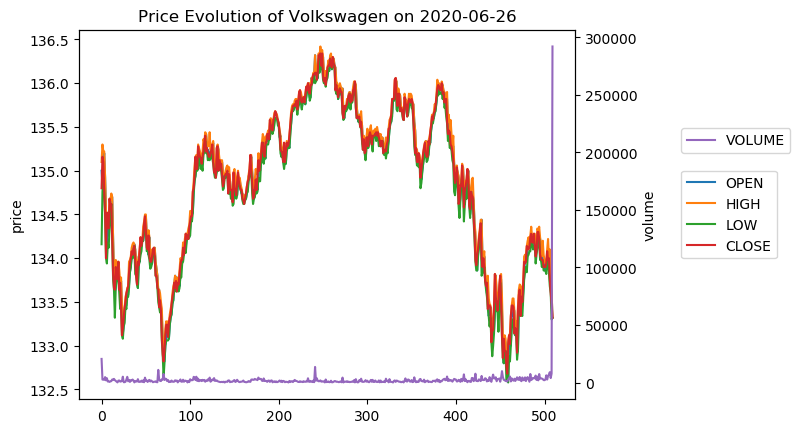 Price Evolution of Volkswagen on 2020-06-26
136.5
136.0
135.5
135.0
134.5
134.0
133.5
133.0
132.5
price
0
100
200
300
400
500
300000
250000
200000
150000
100000
50000
0
volume
VOLUME
OPEN
HIGH
LOW
CLOSE